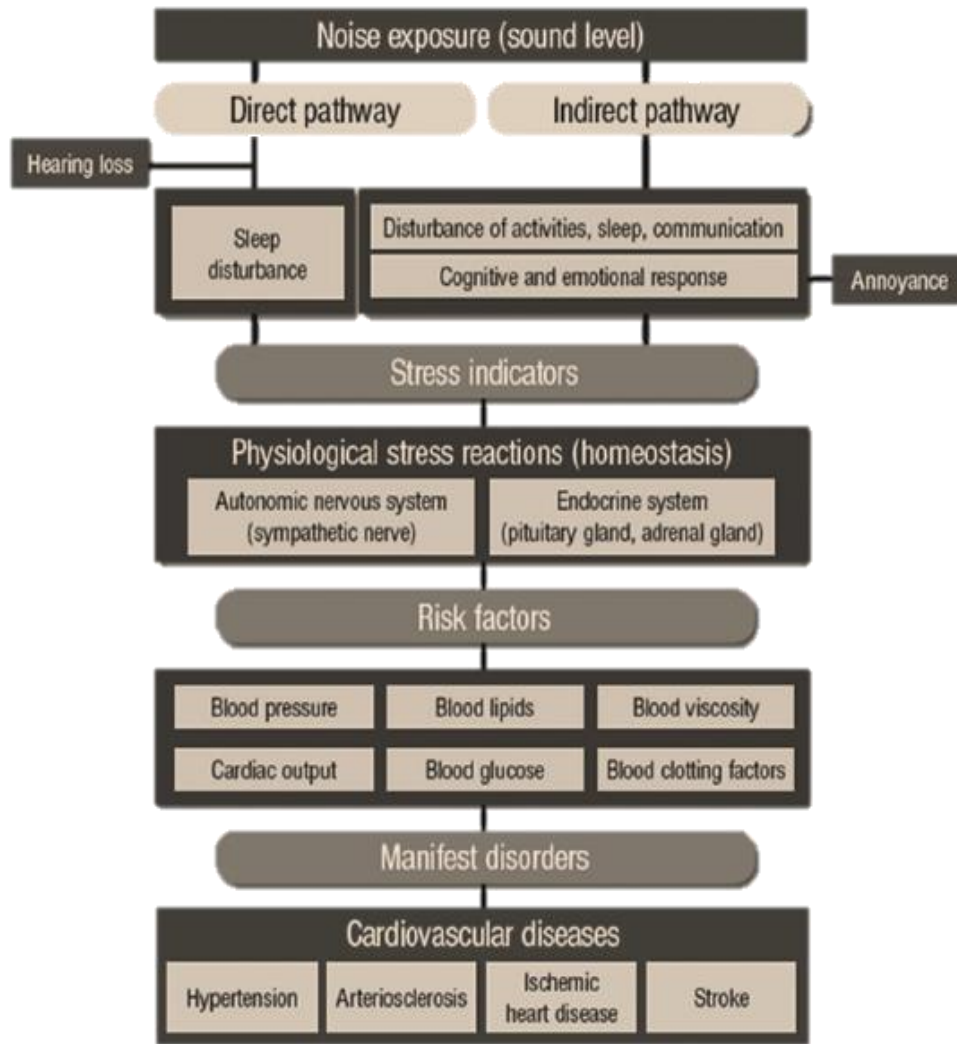 Noise exposure (sound level)
Direct pathway
Indirect pathway
Hearing loss
Sleep
disturbance
Disturbance of activities, sleep, communication
Cognitive and emotional response
Annoyance
Stress indicators
Physiological stress reactions (homeostasis)
Autonomic nervous system
(sympathetic nerve)
Endocrine system
(pituitary gland, adrenal gland)
Risk factors
Blood pressure
Blood lipids
Blood viscosity
Cardiac output
Blood glucose
Blood clotting factors
Manifest disorders
Cardiovascular diseases
Hypertension
Arteriosclerosis
Ischemic
heart disease
Stroke